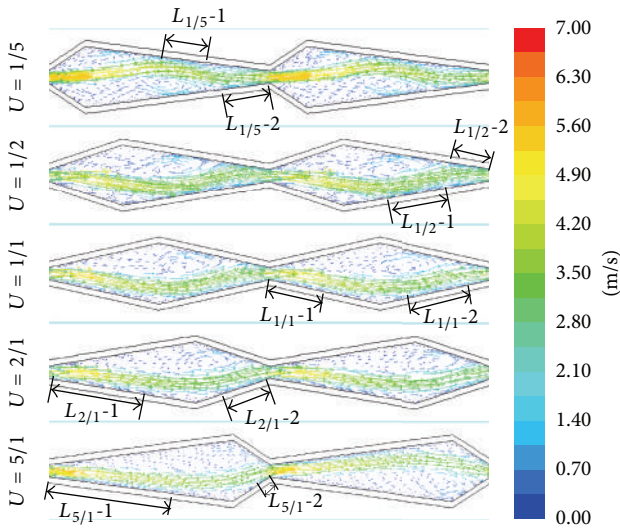 U = 1/5
L1/5-1
L1/5-2
U = 1/2
L1/2-2
L1/2-1
U = 1/1
L1/1-1
L1/1-2
U = 2/1
L2/1-1
L2/1-2
U = 5/1
L5/1-1
L5/1-2
7.00
6.30
5.60
4.90
4.20
3.50
2.80
2.10
1.40
0.70
0.00
(m/s)